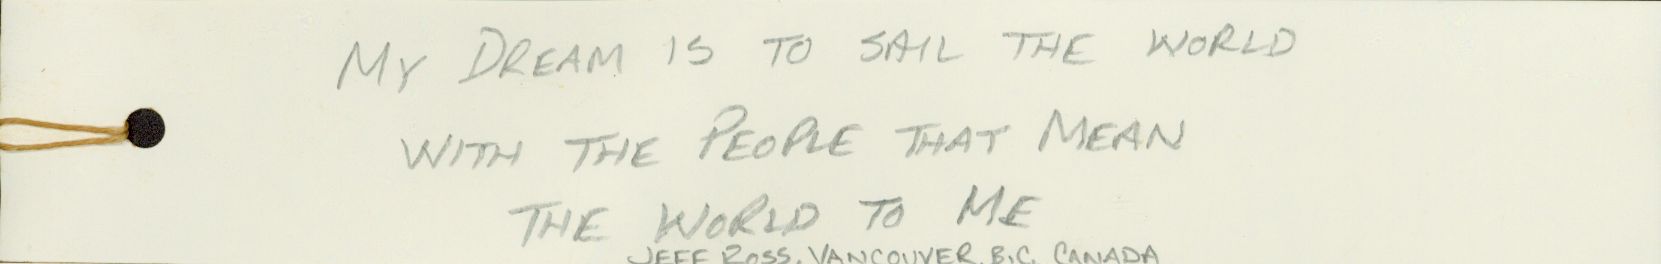 MY DREAM IS TO SAIL THE WORLD
WITH THE PEOPLE THAT MEAN
THE WORLD TO ME
JEFF ROSS, VANCOUVER, B.C. CANADA